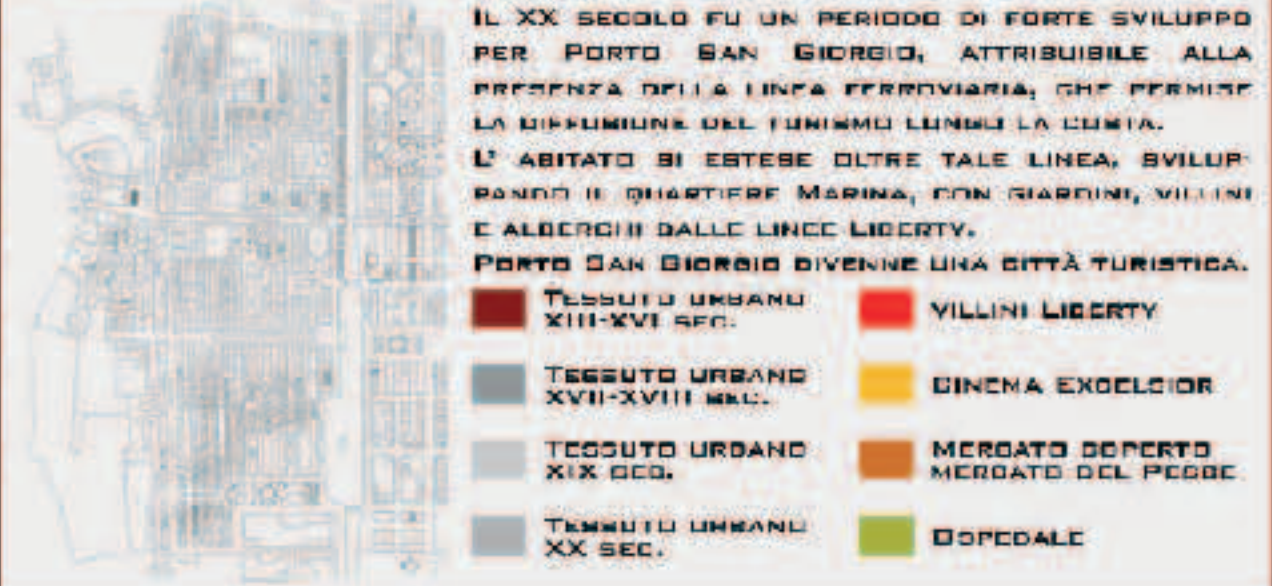 IL XX SECOLO FU UN PERIODO DI FORTE SVILUPPO
PER PORTO SAN GIORGIO, ATTRIBUIBILE ALLA
PRESENZA DELLA LINEA FERROVIARIA, CHE PERMISE
LA DIFFUSIONE DEL TURISMO LUNGO LA COSTA.
L' ABITATO SI ESTESE OLTRE TALE LINEA, SVILUP-
PANDO IL QUARTIERE MARINA, CON GIARDINI, VILLINI
E ALBERGHI DALLE LINEE LIBERTY.
PORTO SAN GIORGIO DIVENNE UNA CITTÀ TURISTICA.
TESSUTO URBANO
XIII-XVI SEC.
TESSUTO URBANO
XVII-XVIII SEC.
TESSUTO URBANO
XIX SEC.
TESSUTO URBANO
XX SEC.
VILLINI LIBERTY
CINEMA EXCELSIOR
MERCATO COPERTO
MERCATO DEL PESCE
OSPEDALE